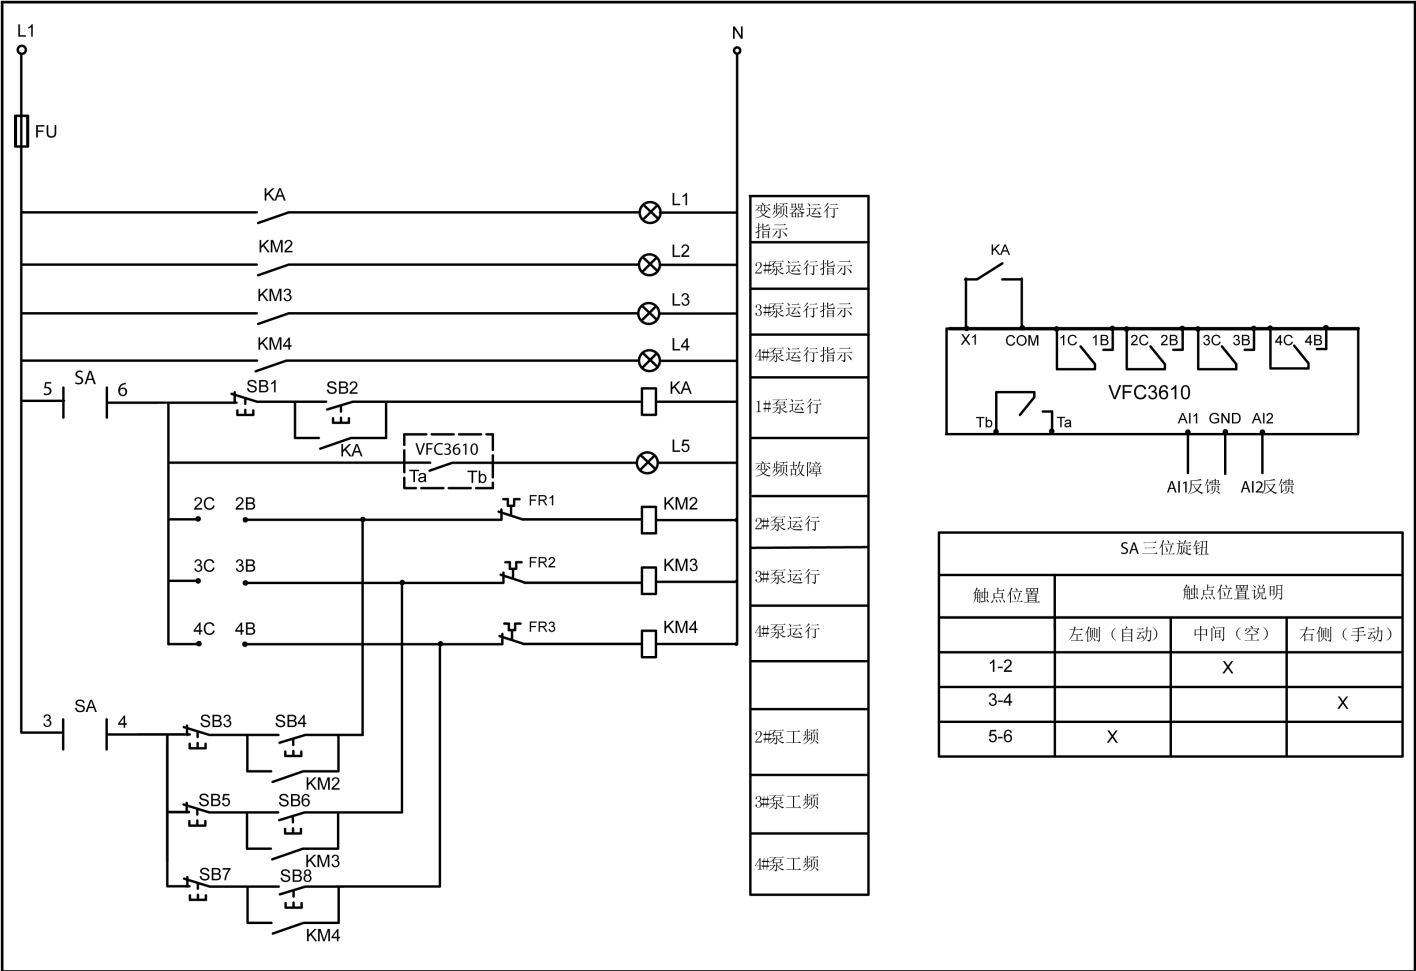 L1
N
FU
KA
L1
变频器运行
指示
KM2
L2
2#泵运行指示
KM3
L3
3#泵运行指示
KM4
L4
4#泵运行指示
5
SA
6
SB1
SB2
KA
KA
1#泵运行
VFC3610
Ta
Tb
L5
变频故障
2C
2B
FR1
KM2
2#泵运行
3C
3B
FR2
KM3
3#泵运行
4C
4B
FR3
KM4
4#泵运行
3
SA
4
SB3
SB4
KM2
2#泵工频
SB5
SB6
KM3
3#泵工频
SB7
SB8
KM4
4#泵工频
KA
X1
COM
1C
1B
2C
2B
3C
3B
4C
4B
VFC3610
Tb
Ta
AI1
GND
AI2
AI1反馈
AI2反馈
SA 三位旋钮
触点位置
触点位置说明
左侧（自动）
中间（空）
右侧（手动）
1-2
X
3-4
X
5-6
X